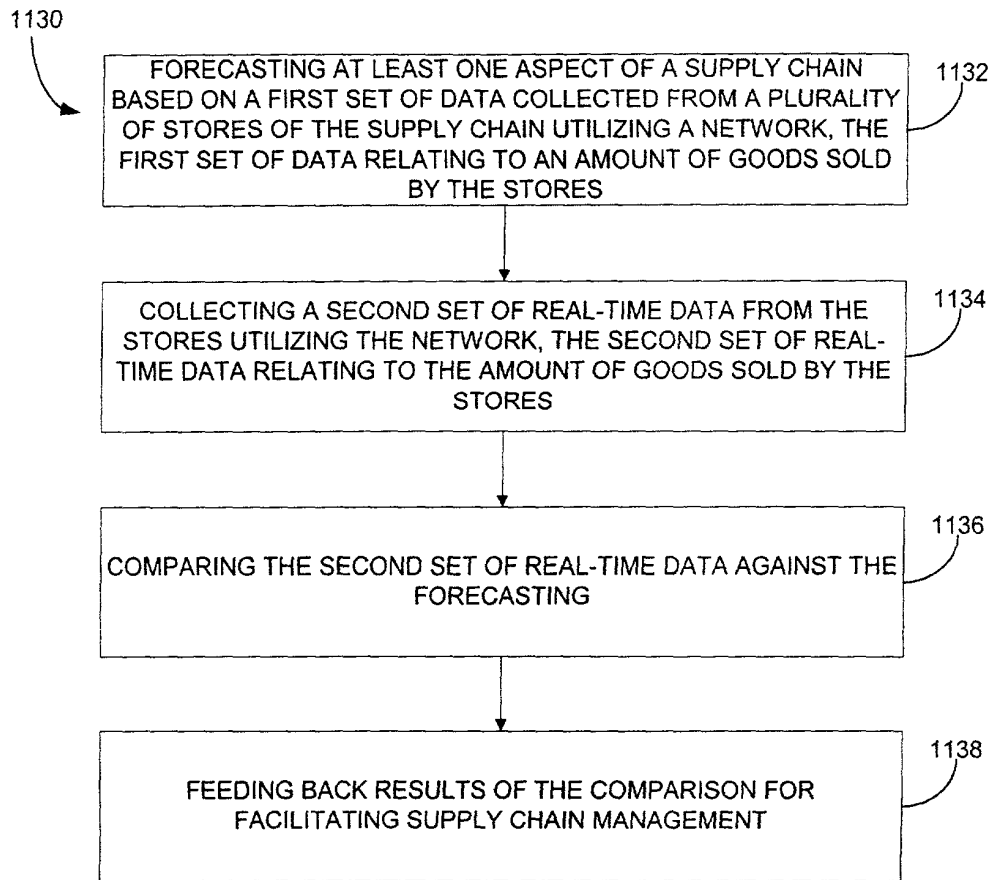 1130
FORECASTING AT LEAST ONE ASPECT OF A SUPPLY CHAIN
BASED ON A FIRST SET OF DATA COLLECTED FROM A PLURALITY
OF STORES OF THE SUPPLY CHAIN UTILIZING A NETWORK, THE
FIRST SET OF DATA RELATING TO AN AMOUNT OF GOODS SOLD
BY THE STORES
1132
COLLECTING A SECOND SET OF REAL-TIME DATA FROM THE
STORES UTILIZING THE NETWORK, THE SECOND SET OF REAL-
TIME DATA RELATING TO THE AMOUNT OF GOODS SOLD BY THE
STORES
1134
COMPARING THE SECOND SET OF REAL-TIME DATA AGAINST THE
FORECASTING
1136
FEEDING BACK RESULTS OF THE COMPARISON FOR
FACILITATING SUPPLY CHAIN MANAGEMENT
1138